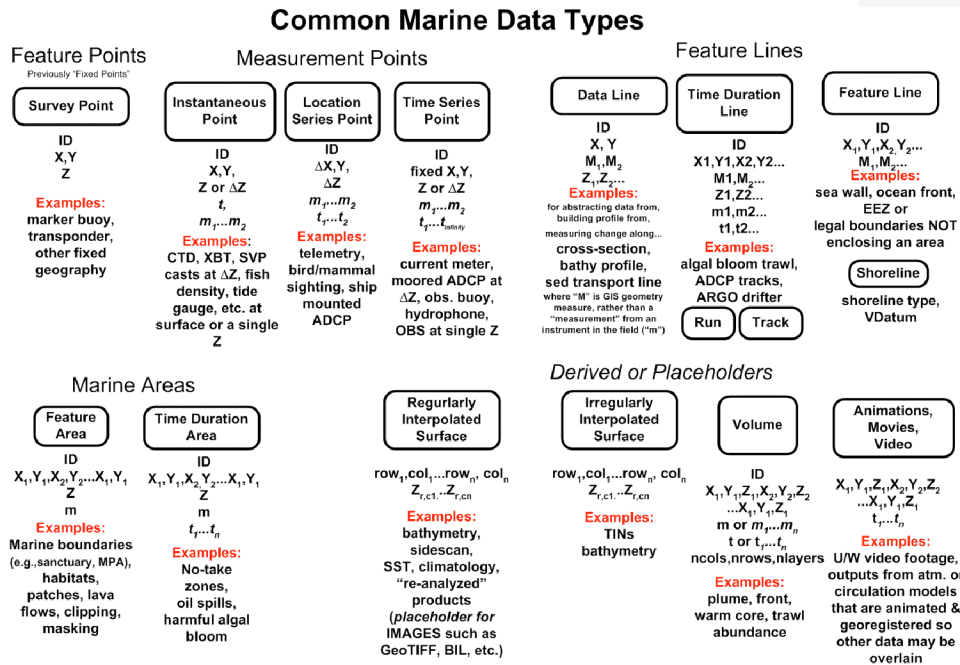 Common Marine Data Types
Feature Points
Previously "Fixed Points"
Survey Point
ID
X,Y
Z
Examples:
marker buoy,
transponder,
other fixed
geography
Measurement Points
Instantaneous
Point
ID
X,Y,
Z or ΔZ
t,
m₁...m₂
Examples:
CTD, XBT, SVP
casts at ΔZ, fish
density, tide
gauge, etc. at
surface or a single
Z
Location
Series Point
ID
ΔX,Y,
ΔZ
m₁...m₂
t₁...t₂
Examples:
telemetry,
bird/mammal
sighting, ship
mounted
ADCP
Time Series
Point
ID
fixed X,Y,
Z or ΔZ
m₁...m₂
t₁...t infinity
Examples:
current meter,
moored ADCP at
ΔZ, obs. buoy,
hydrophone,
OBS at single Z
Feature Lines
Data Line
ID
X, Y
M₁,M₂
Z₁,Z₂...
Examples:
for abstracting data from,
building profile from,
measuring change along...
cross-section,
bathy profile,
sed transport line
where "M" is GIS geometry
measure, rather than a
"measurement" from an
instrument in the field ("m")
Time Duration
Line
ID
X1,Y1,X2,Y2...
M1,M₂...
Z1,Z2...
m1,m2...
t1,t2...
Examples:
algal bloom trawl,
ADCP tracks,
ARGO drifter
Run
Track
Feature Line
ID
X₁,Y₁,X₂,Y₂...
M₁,M₂...
Examples:
sea wall, ocean front,
EEZ or
legal boundaries NOT
enclosing an area
Shoreline
shoreline type,
VDatum
Marine Areas
Feature
Area
ID
X₁,Y₁,X₂,Y₂...X₁,Y₁
Z
m
Examples:
Marine boundaries
(e.g.,sanctuary, MPA),
habitats,
patches, lava
flows, clipping,
masking
Time Duration
Area
ID
X₁,Y₁,X₂,Y₂...X₁,Y₁
Z
m
t₁...tₙ
Examples:
No-take
zones,
oil spills,
harmful algal
bloom
Regurlarly
Interpolated
Surface
row₁,col₁...rowₙ, colₙ
Z r,c1...Z r,cn
Examples:
bathymetry,
sidescan,
SST, climatology,
"re-analyzed"
products
(placeholder for
IMAGES such as
GeoTIFF, BIL, etc.)
Derived or Placeholders
Irregularly
Interpolated
Surface
row₁,col₁...rowₙ, colₙ
Z r,c1...Z r,cn
Examples:
TINs
bathymetry
Volume
ID
X₁,Y₁,Z₁,X₂,Y₂,Z₂
...X₁,Y₁,Z₁
m or m₁...mₙ
t or t₁...tₙ
ncols,nrows,nlayers
Examples:
plume, front,
warm core, trawl
abundance
Animations,
Movies,
Video
X₁,Y₁,Z₁,X₂,Y₂,Z₂
...X₁,Y₁,Z₁
t₁...tₙ
Examples:
U/W video footage,
outputs from atm. or
circulation models
that are animated &
georegistered so
other data may be
overlain